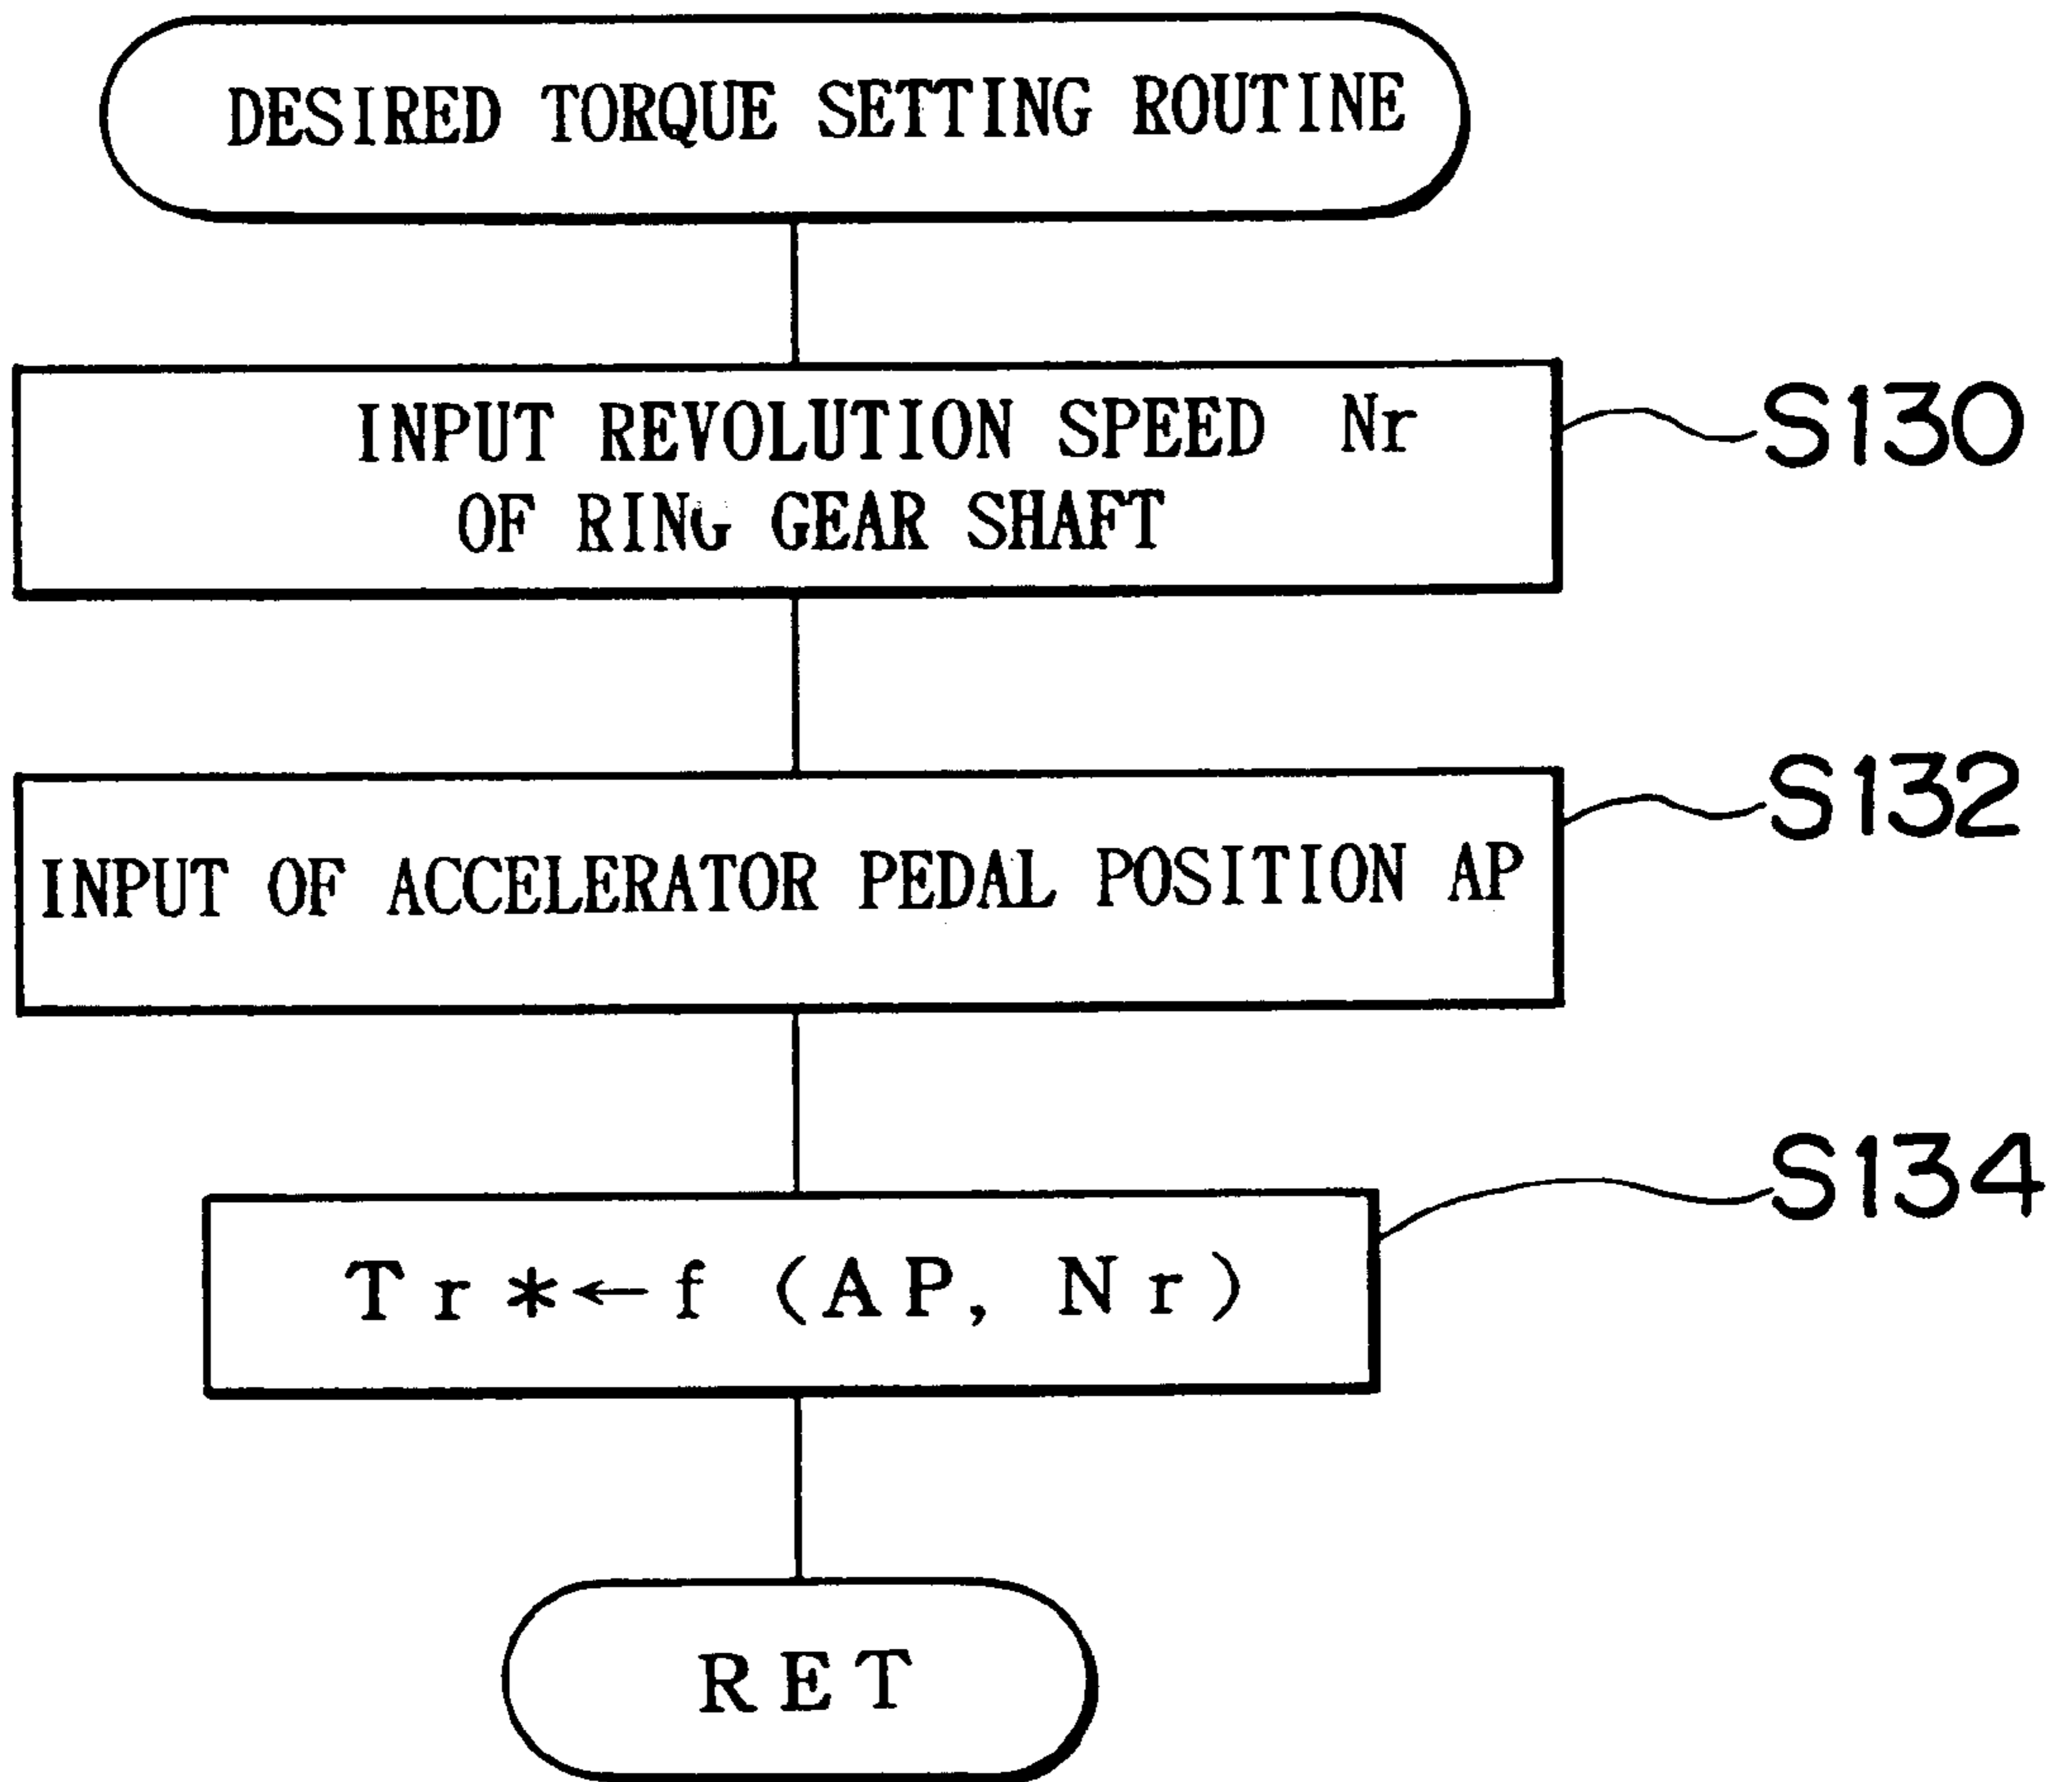 DESIRED TORQUE SETTING ROUTINE
INPUT REVOLUTION SPEED Nr
OF RING GEAR SHAFT
S130
INPUT OF ACCELERATOR PEDAL POSITION AP
S132
Tr*←f (AP, Nr)
S134
RET